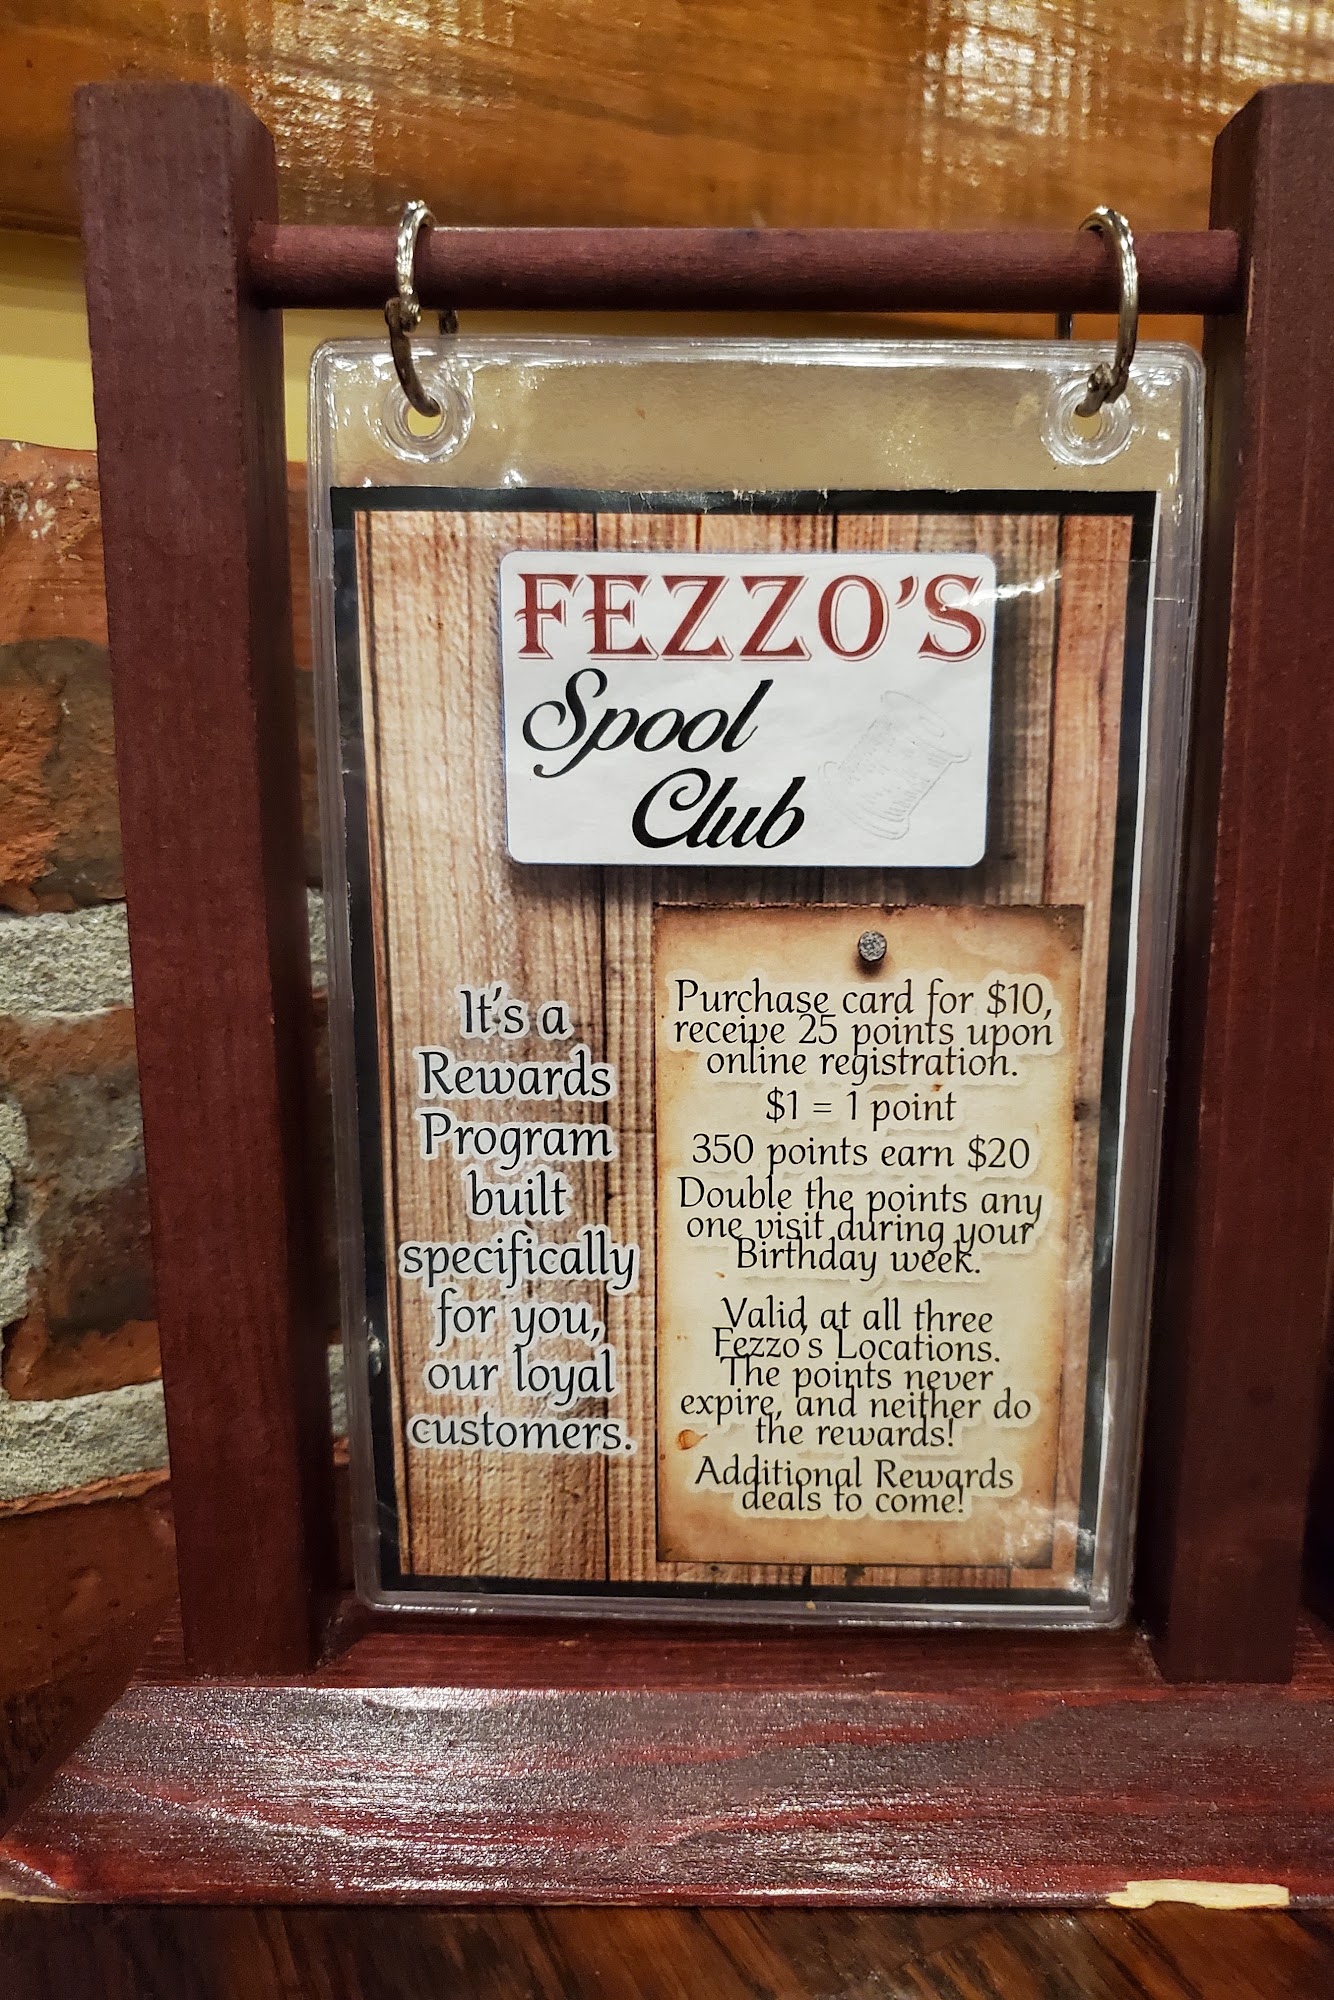 FEZZO'S
Spool
Club
It's a
Rewards
Program
built
specifically
for you,
our loyal
customers.
Purchase card for $10,
receive 25 points upon
online registration.
$1 = 1 point
350 points earn $20
Double the points any
one visit during your
Birthday week.
Valid at all three
Fezzo's Locations.
The points never
expire, and neither do
the rewards!
Additional Rewards
deals to come!